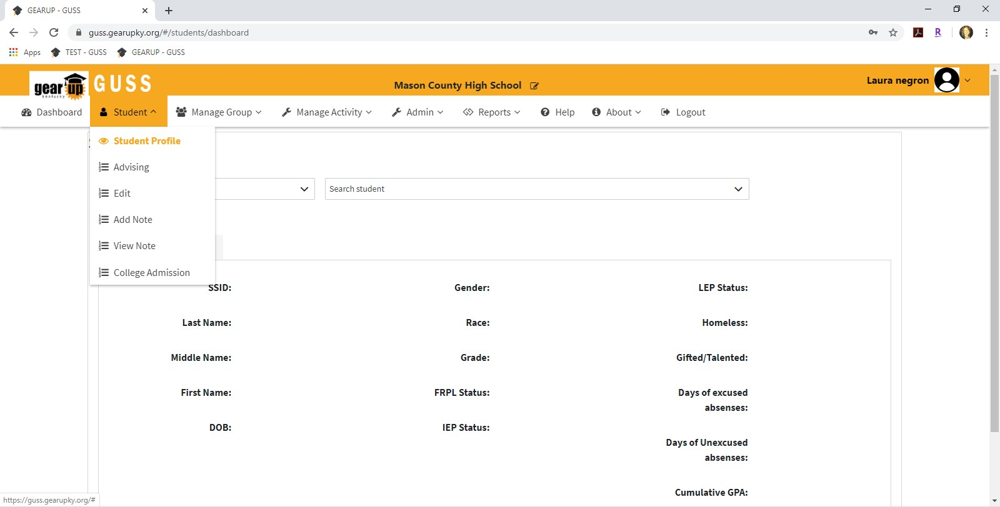 GEARUP - GUSS
guss.gearupky.org/#/students/dashboard
Apps TEST - GUSS GEARUP - GUSS
gear up kentucky GUSS
Mason County High School
Laura negron
Dashboard Student Manage Group Manage Activity Admin Reports Help About Logout
Student Profile
Advising
Edit
Add Note
View Note
College Admission
Search student
SSID: Gender: LEP Status:
Last Name: Race: Homeless:
Middle Name: Grade: Gifted/Talented:
First Name: FRPL Status: Days of excused
absenses:
DOB: IEP Status:
Days of Unexcused
absenses:
Cumulative GPA:
https://guss.gearupky.org/#